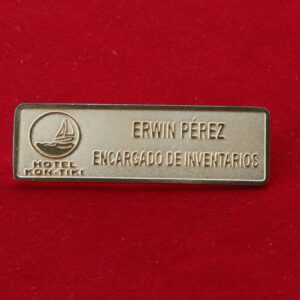 HOTEL
KON-TIKI
ERWIN PÉREZ
ENCARGADO DE INVENTARIOS